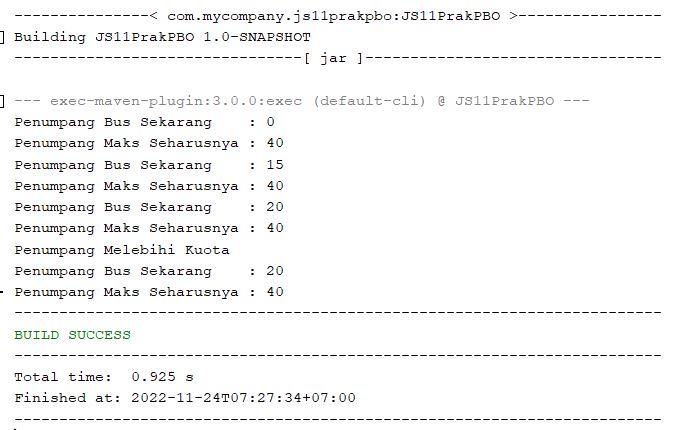 ---------------< com.mycompany.js11prakpbo:JS11PrakPBO >----------------
Building JS11PrakPBO 1.0-SNAPSHOT
--------------------------------[ jar ]---------------------------------
--- exec-maven-plugin:3.0.0:exec (default-cli) @ JS11PrakPBO ---
Penumpang Bus Sekarang    : 0
Penumpang Maks Seharusnya : 40
Penumpang Bus Sekarang    : 15
Penumpang Maks Seharusnya : 40
Penumpang Bus Sekarang    : 20
Penumpang Maks Seharusnya : 40
Penumpang Melebihi Kuota
Penumpang Bus Sekarang    : 20
Penumpang Maks Seharusnya : 40
------------------------------------------------------------------------
BUILD SUCCESS
------------------------------------------------------------------------
Total time:  0.925 s
Finished at: 2022-11-24T07:27:34+07:00
------------------------------------------------------------------------